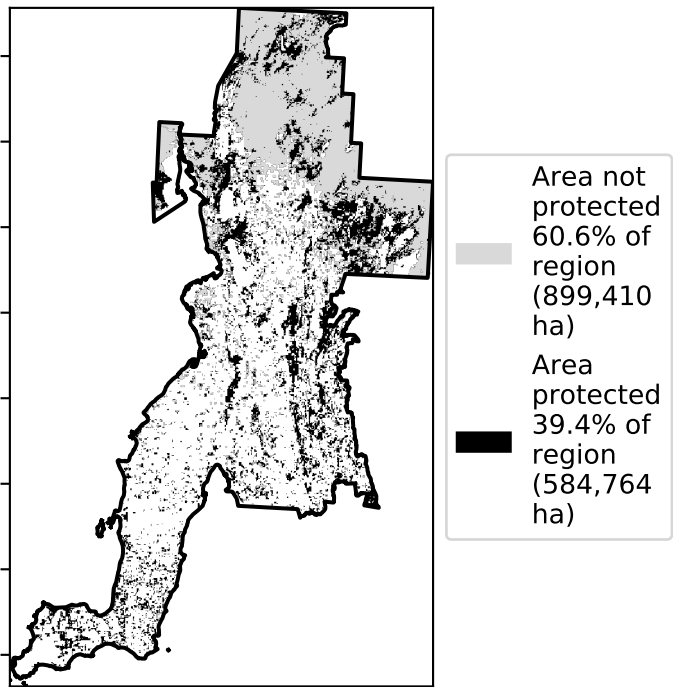 Area not
protected
60.6% of
region
(899,410
ha)
Area
protected
39.4% of
region
(584,764
ha)